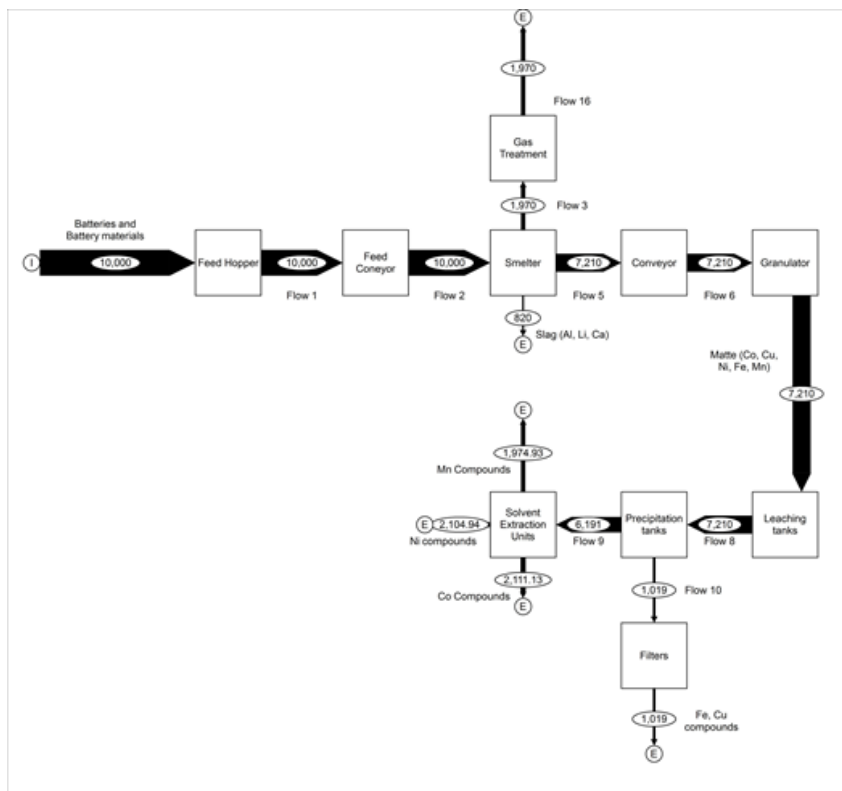 E
1,970
Flow 16
Gas
Treatment
1,970
Flow 3
Batteries and
Battery materials
I
10,000
Feed Hopper
10,000
Flow 1
Feed
Coneyor
10,000
Flow 2
Smelter
7,210
Flow 5
Conveyor
7,210
Flow 6
Granulator
820
Slag (Al, Li, Ca)
E
Matte (Co, Cu,
Ni, Fe, Mn)
7,210
E
1,974.93
Mn Compounds
E
2,104.94
Ni compounds
Solvent
Extraction
Units
6,191
Flow 9
Precipitation
tanks
7,210
Flow 8
Leaching
tanks
2,111.13
Co Compounds
E
1,019
Flow 10
Filters
1,019
Fe, Cu
compounds
E